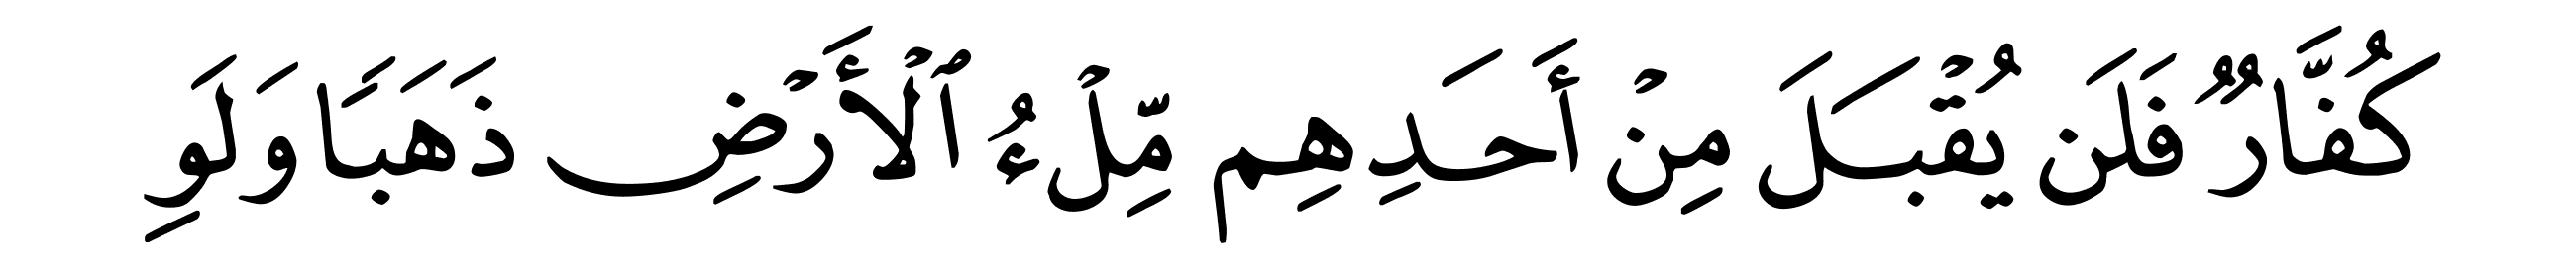 كُفَّارٌ فَلَن يُقْبَلَ مِنْ أَحَدِهِم مِّلْءُ ٱلْأَرْضِ ذَهَبًا وَلَوِ